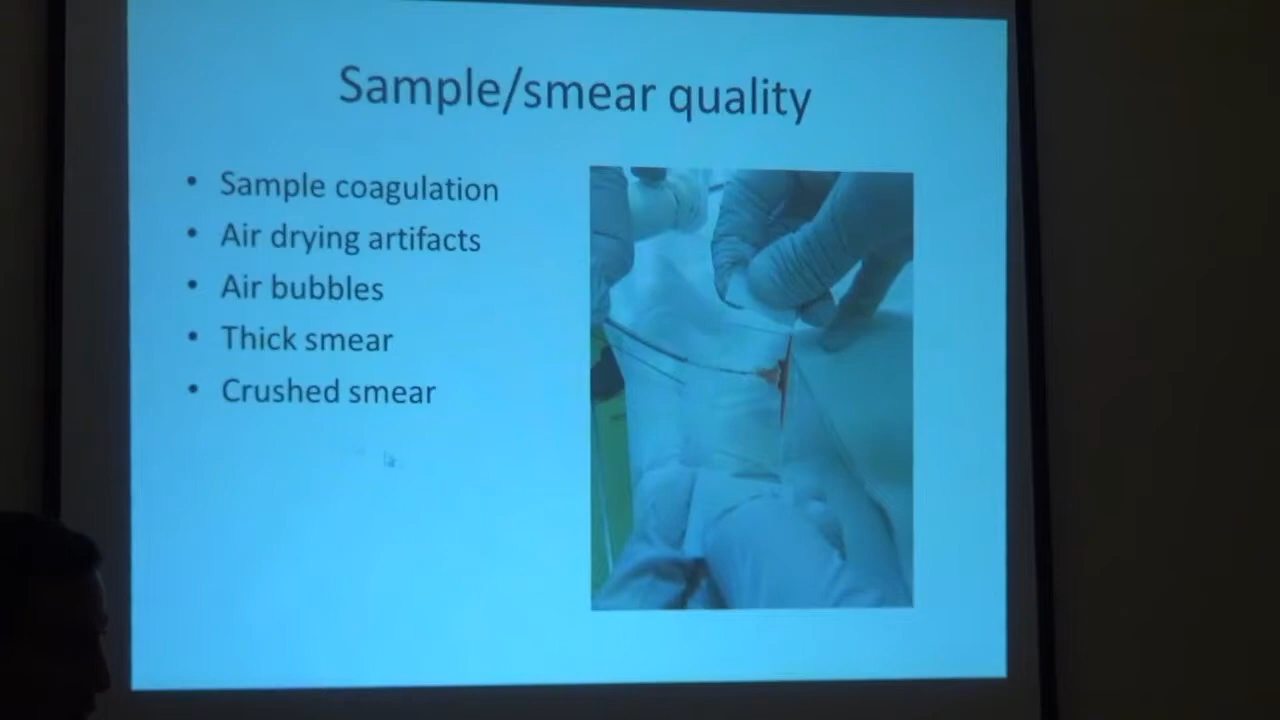 Sample/smear quality
• Sample coagulation
• Air drying artifacts
• Air bubbles
• Thick smear
• Crushed smear